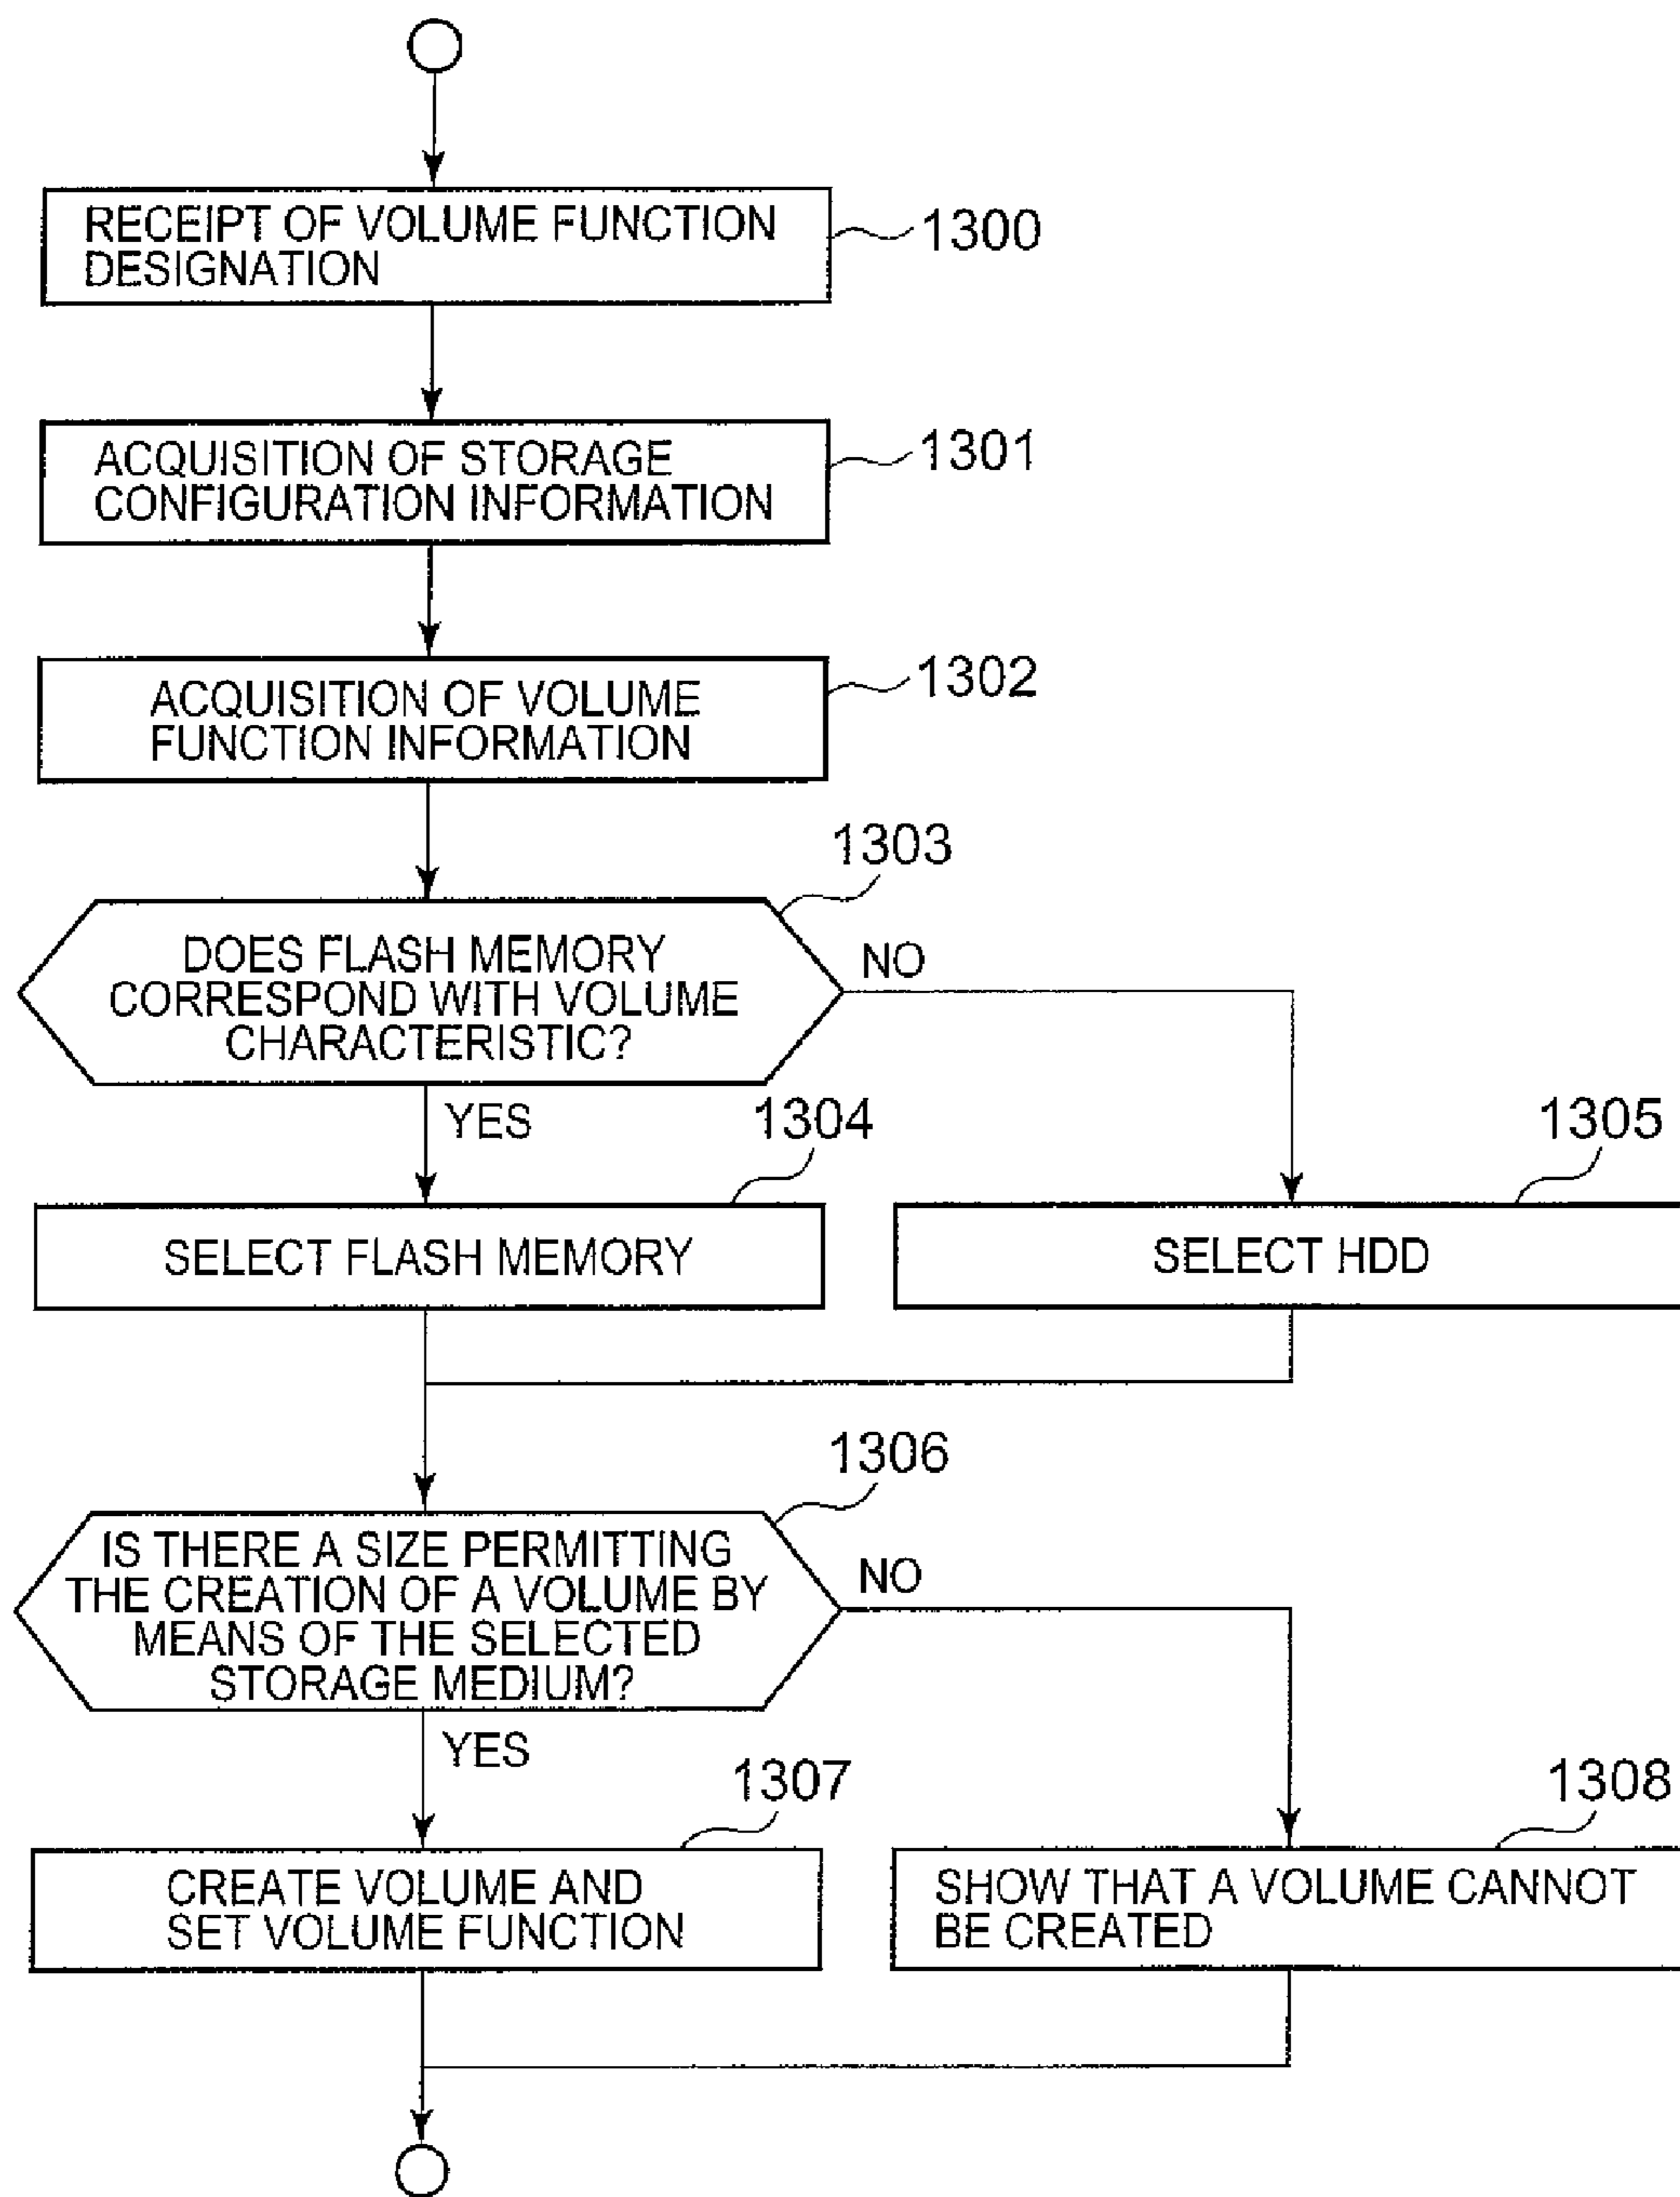 RECEIPT OF VOLUME FUNCTION
DESIGNATION
1300
ACQUISITION OF STORAGE
CONFIGURATION INFORMATION
1301
ACQUISITION OF VOLUME
FUNCTION INFORMATION
1302
1303
DOES FLASH MEMORY
CORRESPOND WITH VOLUME
CHARACTERISTIC?
NO
YES
1304
1305
SELECT FLASH MEMORY
SELECT HDD
1306
IS THERE A SIZE PERMITTING
THE CREATION OF A VOLUME BY
MEANS OF THE SELECTED
STORAGE MEDIUM?
NO
YES
1307
1308
CREATE VOLUME AND
SET VOLUME FUNCTION
SHOW THAT A VOLUME CANNOT
BE CREATED